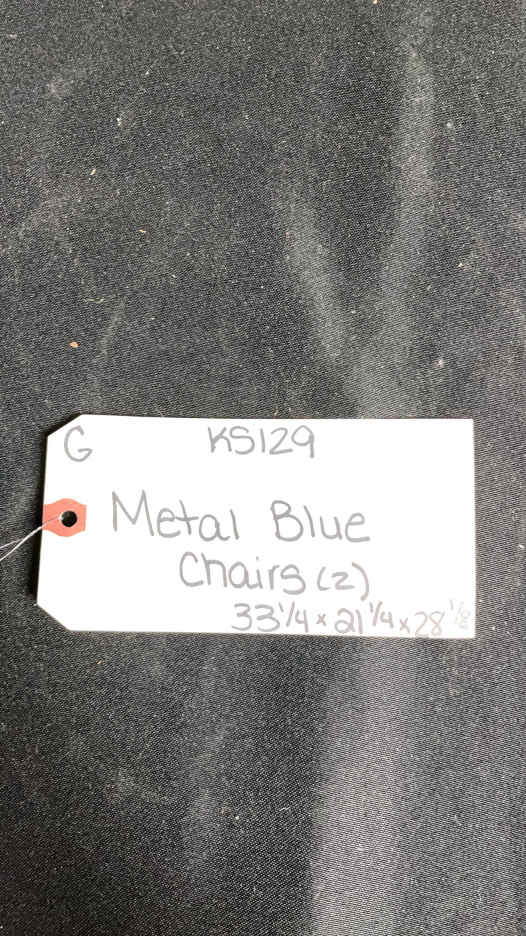 G KS129
Metal Blue
Chairs (2)
33 1/4 x 21 1/4 x 28 1/8